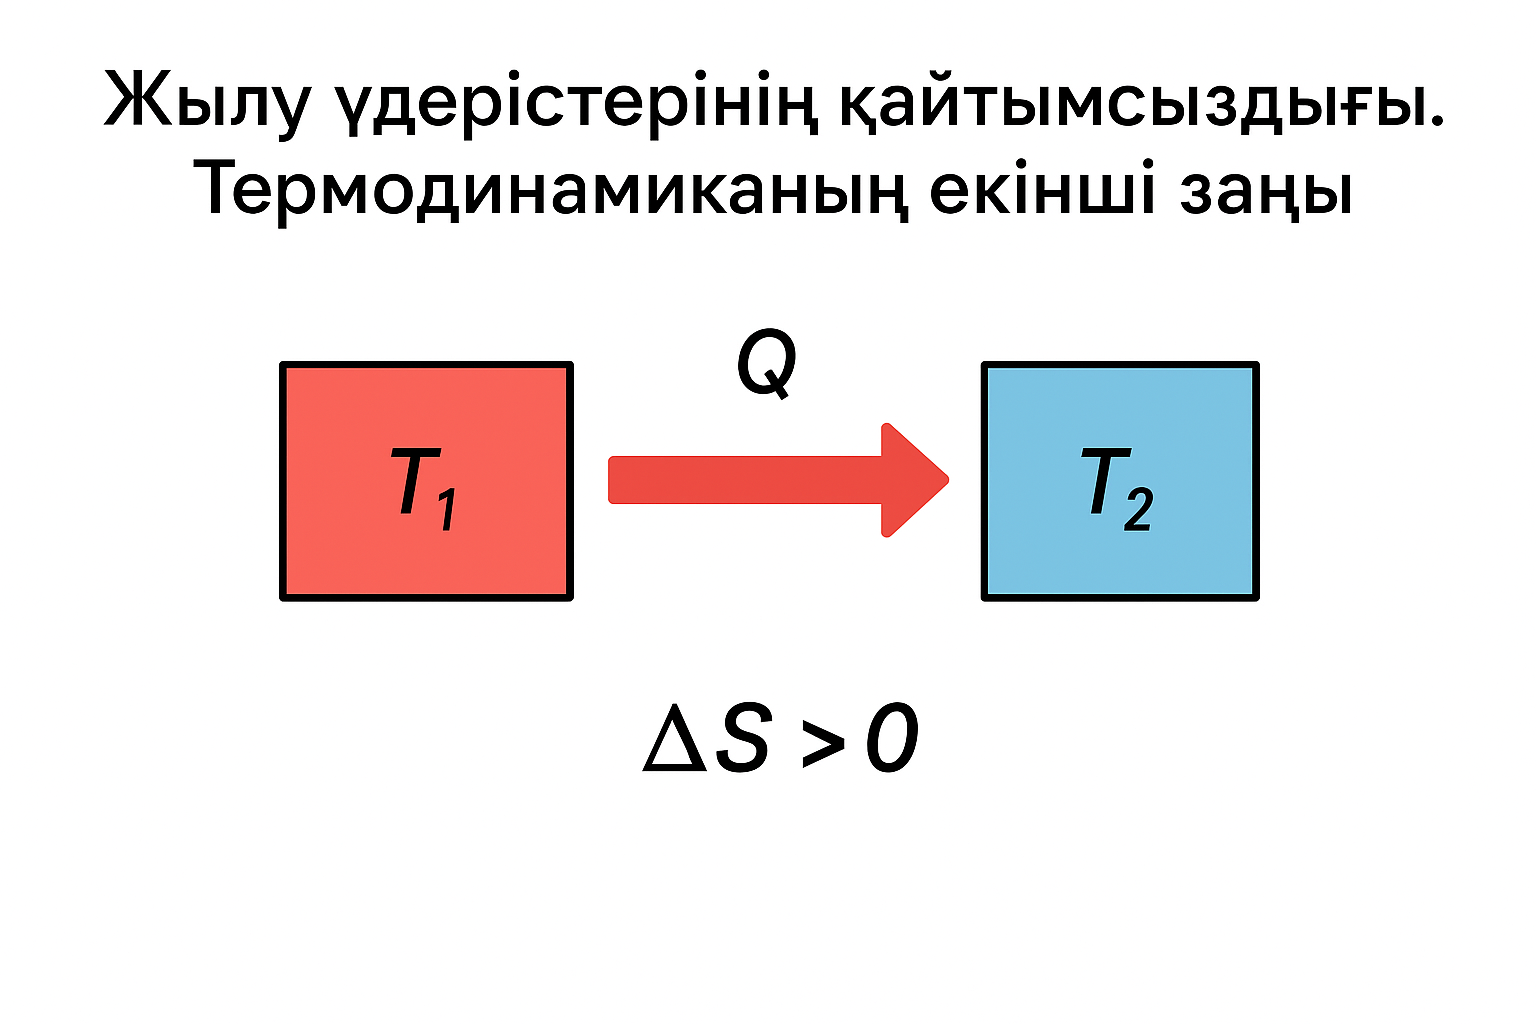 Жылу үдерістерінің қайтымсыздығы.
Термодинамиканың екінші заңы
Q
T₁
T₂
ΔS > 0